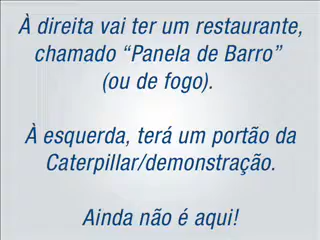 À direita vai ter um restaurante,
chamado “Panela de Barro”
(ou de fogo).
À esquerda, terá um portão da
Caterpillar/demonstração.
Ainda não é aqui!